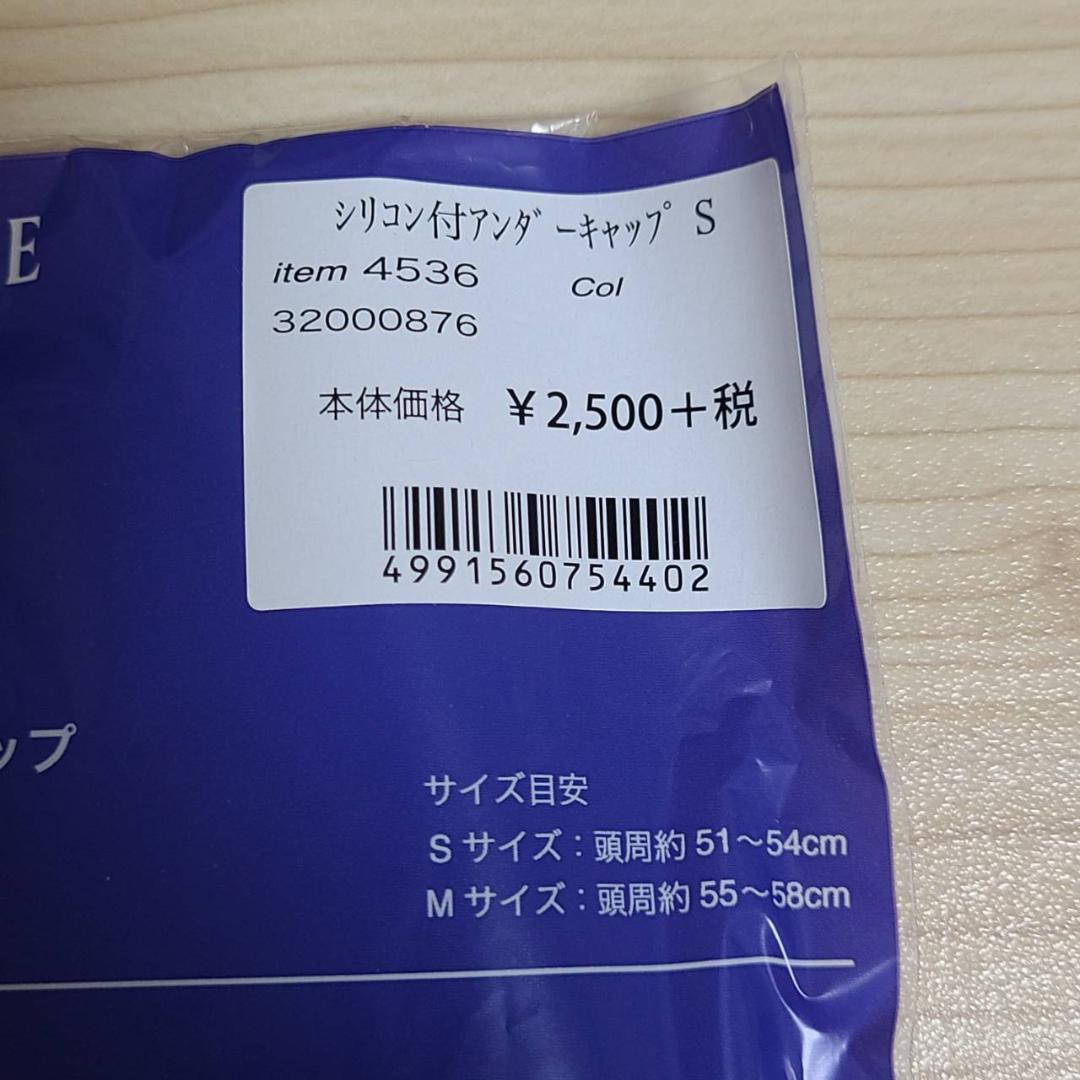 E
シリコン付アンダーキャップ S
item 4536 Col
32000876
本体価格 ¥2,500+税
4991560754402
ップ
サイズ目安
S サイズ：頭周約 51〜54cm
M サイズ：頭周約 55〜58cm